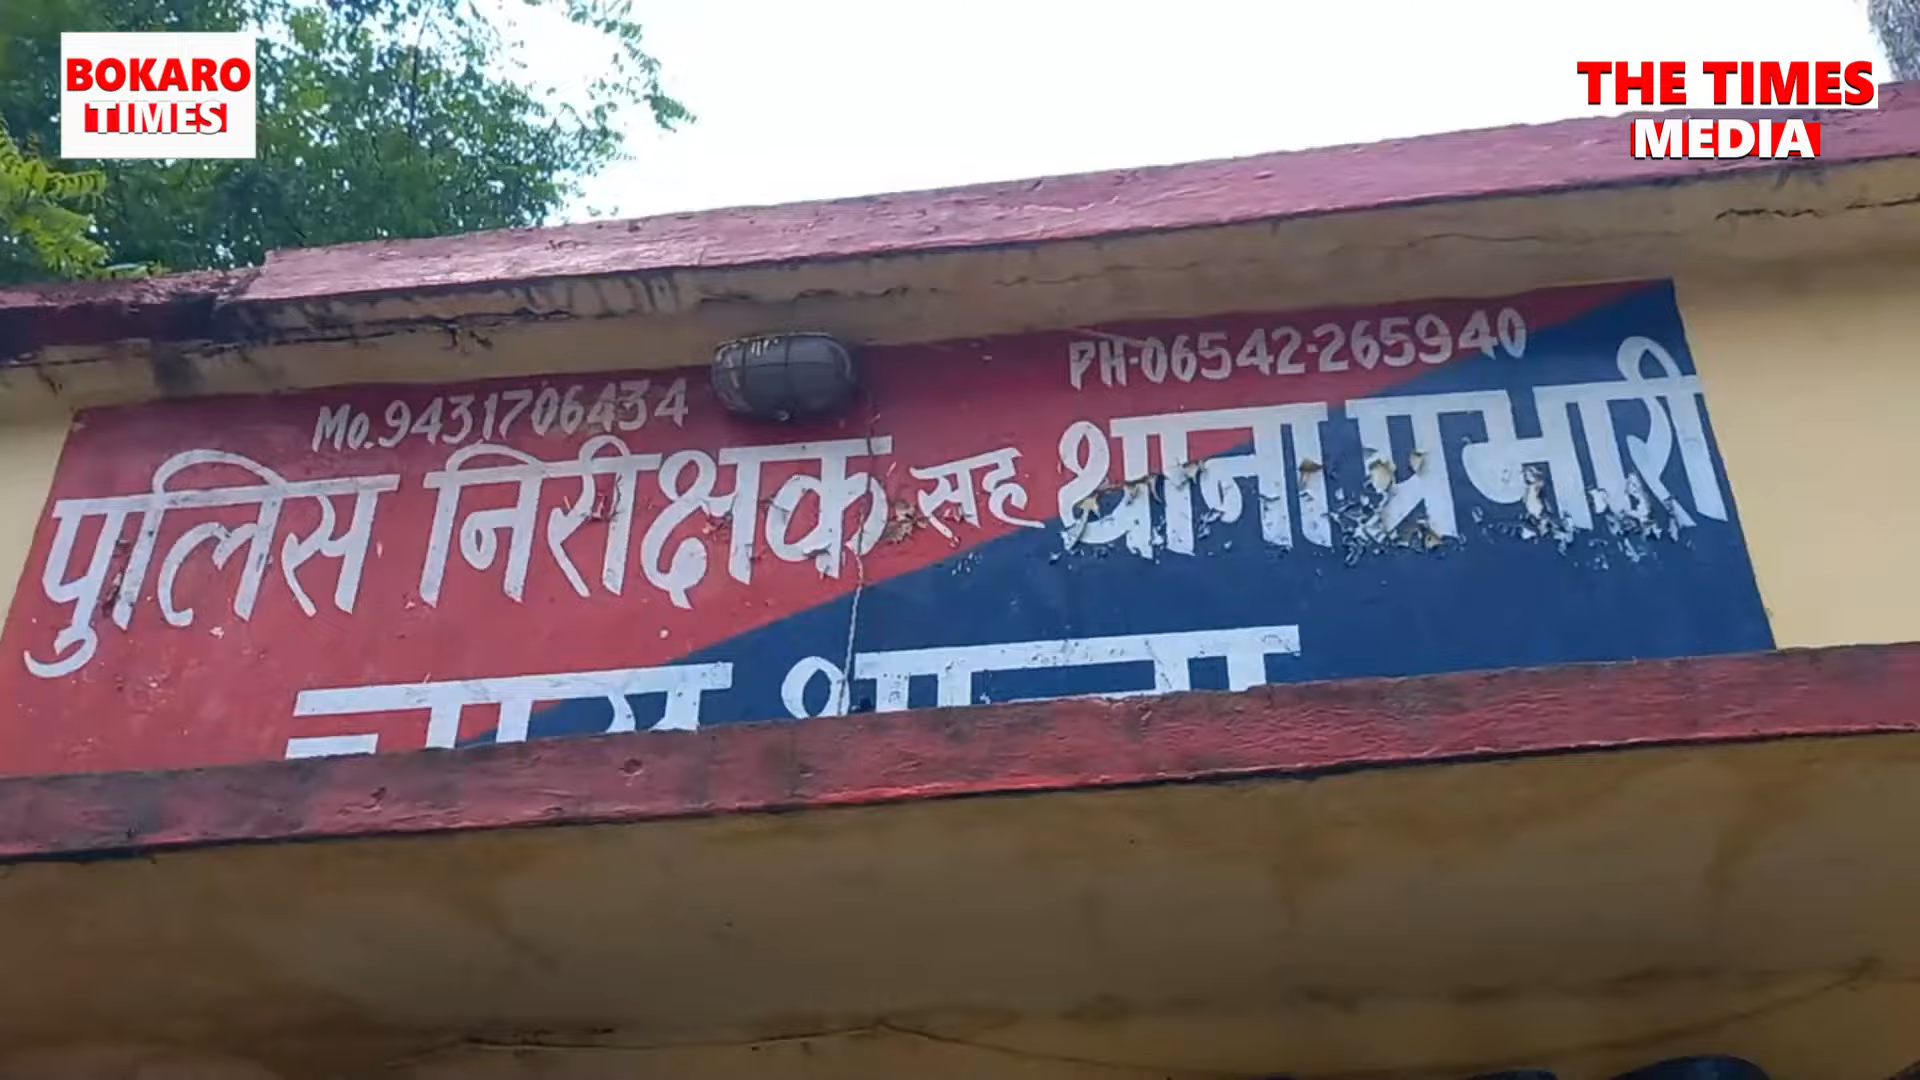 BOKARO
TIMES
THE TIMES
MEDIA
Mo.9431706434
PH-06542-265940
पुलिस निरीक्षक सह थाना प्रभारी